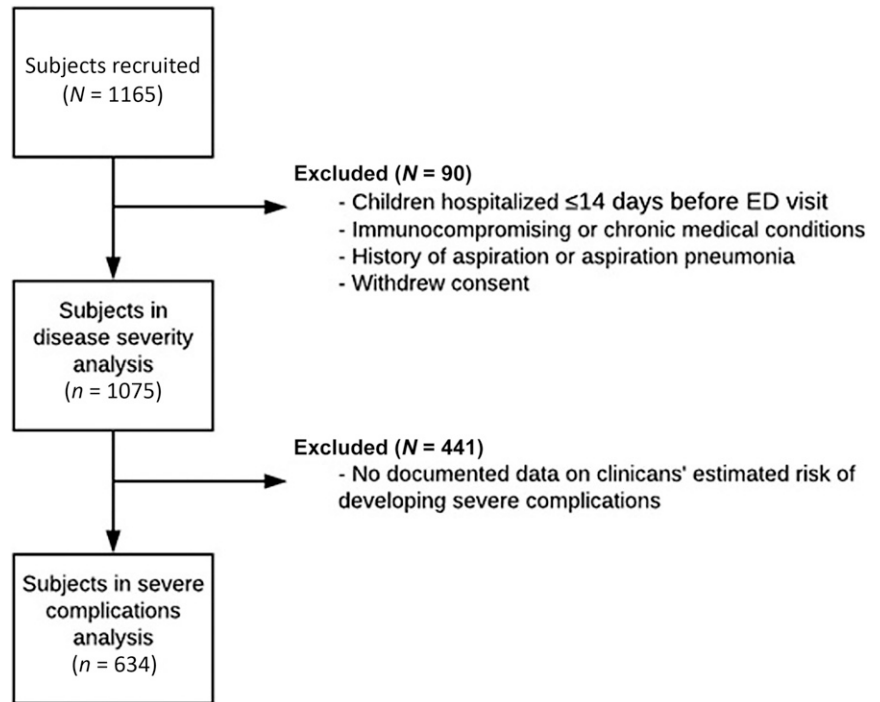 Subjects recruited
(N = 1165)
Excluded (N = 90)
- Children hospitalized ≤14 days before ED visit
- Immunocompromising or chronic medical conditions
- History of aspiration or aspiration pneumonia
- Withdrew consent
Subjects in
disease severity
analysis
(n = 1075)
Excluded (N = 441)
- No documented data on clinicans' estimated risk of
developing severe complications
Subjects in severe
complications
analysis
(n = 634)